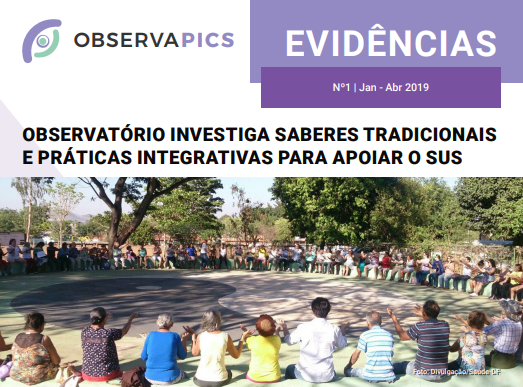 OBSERVAPICS
EVIDÊNCIAS
Nº1 | Jan - Abr 2019
OBSERVATÓRIO INVESTIGA SABERES TRADICIONAIS
E PRÁTICAS INTEGRATIVAS PARA APOIAR O SUS
Foto: Divulgação/Saúde DF